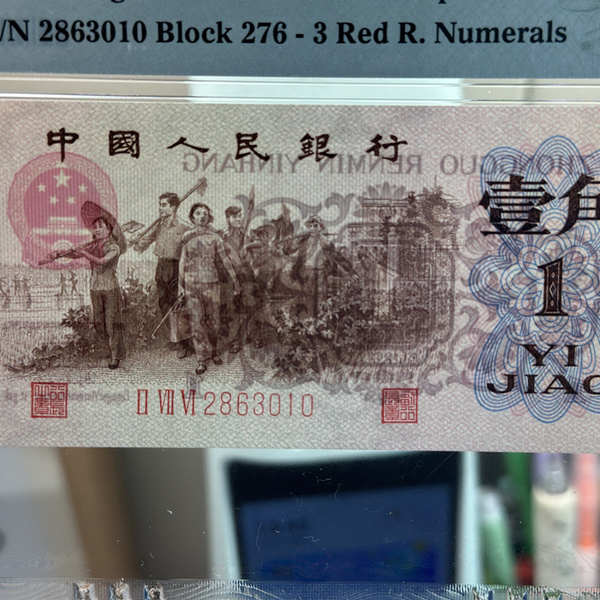 /N 2863010 Block 276 - 3 Red R. Numerals
中國人民銀行
ZHONGGUO RENMIN YINHANG
壹角
1
YI
JIAO
II VII VI 2863010